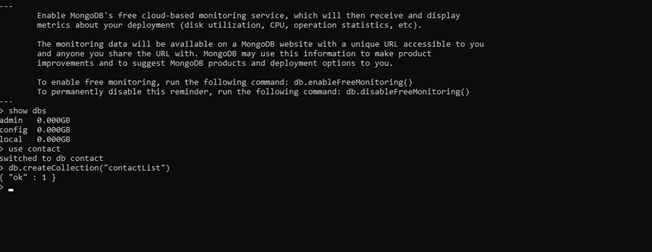 ---
Enable MongoDB's free cloud-based monitoring service, which will then receive and display
metrics about your deployment (disk utilization, CPU, operation statistics, etc).
The monitoring data will be available on a MongoDB website with a unique URL accessible to you
and anyone you share the URL with. MongoDB may use this information to make product
improvements and to suggest MongoDB products and deployment options to you.
To enable free monitoring, run the following command: db.enableFreeMonitoring()
To permanently disable this reminder, run the following command: db.disableFreeMonitoring()
---
> show dbs
admin   0.000GB
config  0.000GB
local   0.000GB
> use contact
switched to db contact
> db.createCollection("contactList")
{ "ok" : 1 }
>